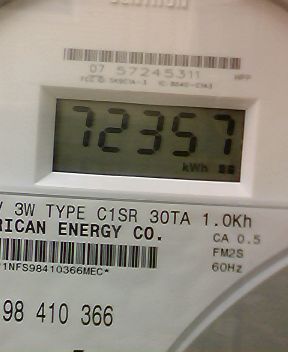 07 57245311 HPP
72357
kWh
V 3W TYPE C1SR 30TA 1.0Kh
RICAN ENERGY CO. CA 0.5
FM2S
*1NFS98410366MEC* 60Hz
98 410 366